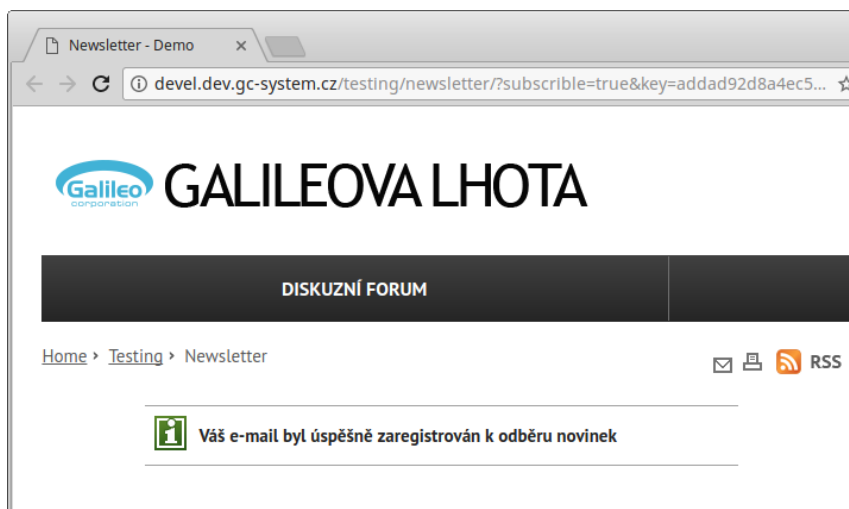 Newsletter - Demo
devel.dev.gc-system.cz/testing/newsletter/?subscrible=true&key=addad92d8a4ec5...
Galileo
corporation
GALILEOVA LHOTA
DISKUZNÍ FORUM
Home › Testing › Newsletter
RSS
Váš e-mail byl úspěšně zaregistrován k odběru novinek